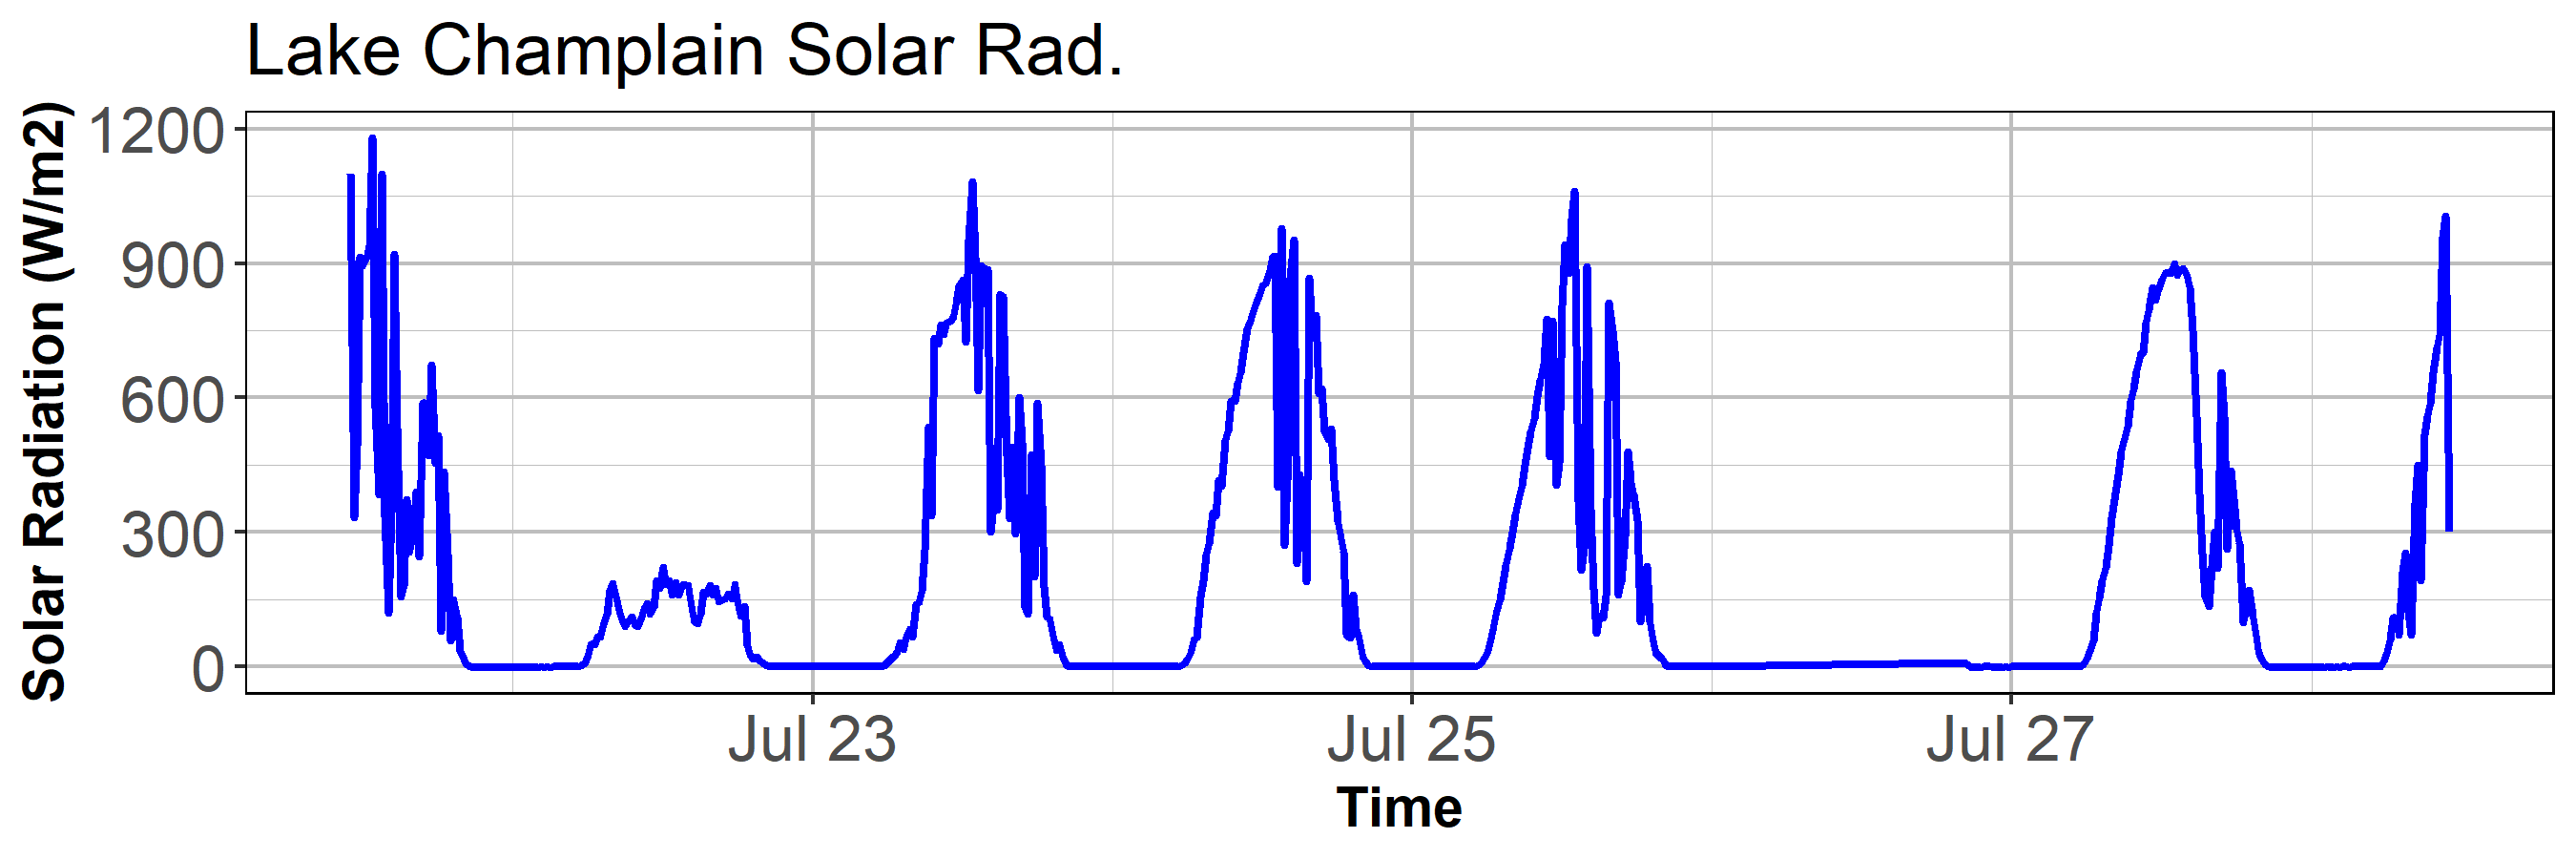 Lake Champlain Solar Rad.
Solar Radiation (W/m2)
1200
900
600
300
0
Jul 23 Jul 25 Jul 27
Time